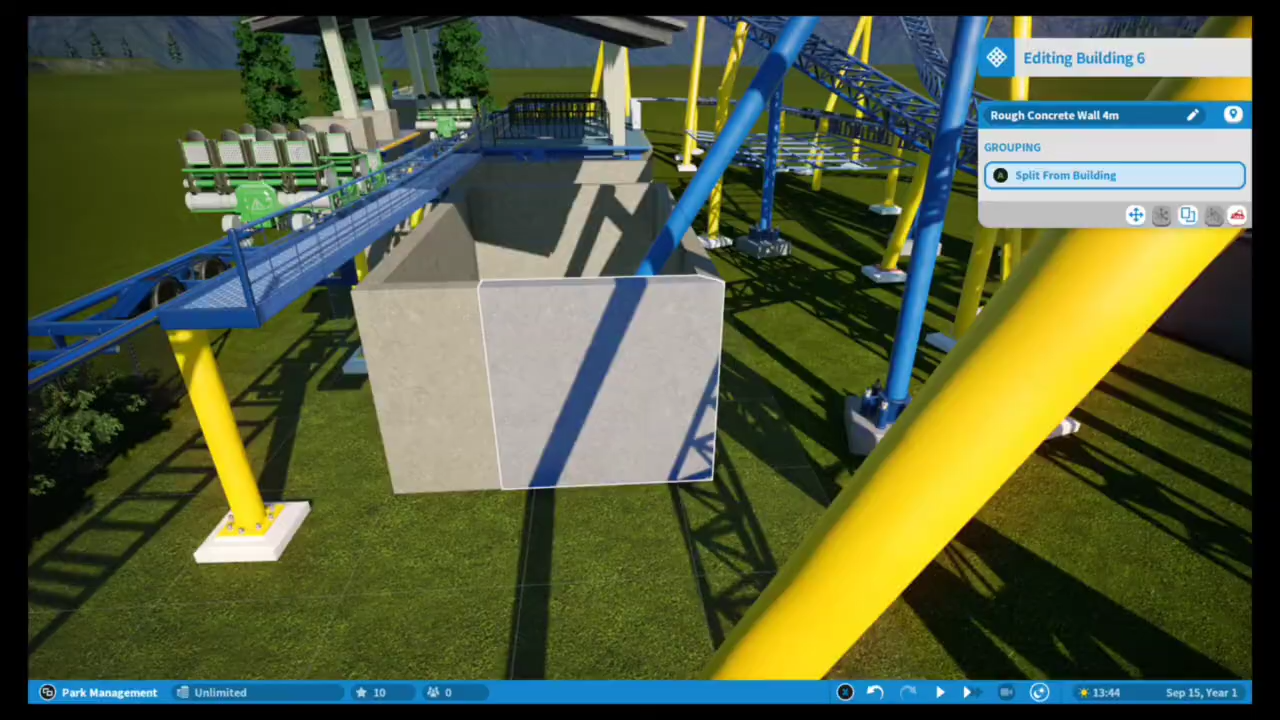 Editing Building 6
Rough Concrete Wall 4m
GROUPING
A Split From Building
Park Management
Unlimited
10
0
X
13:44
Sep 15, Year 1